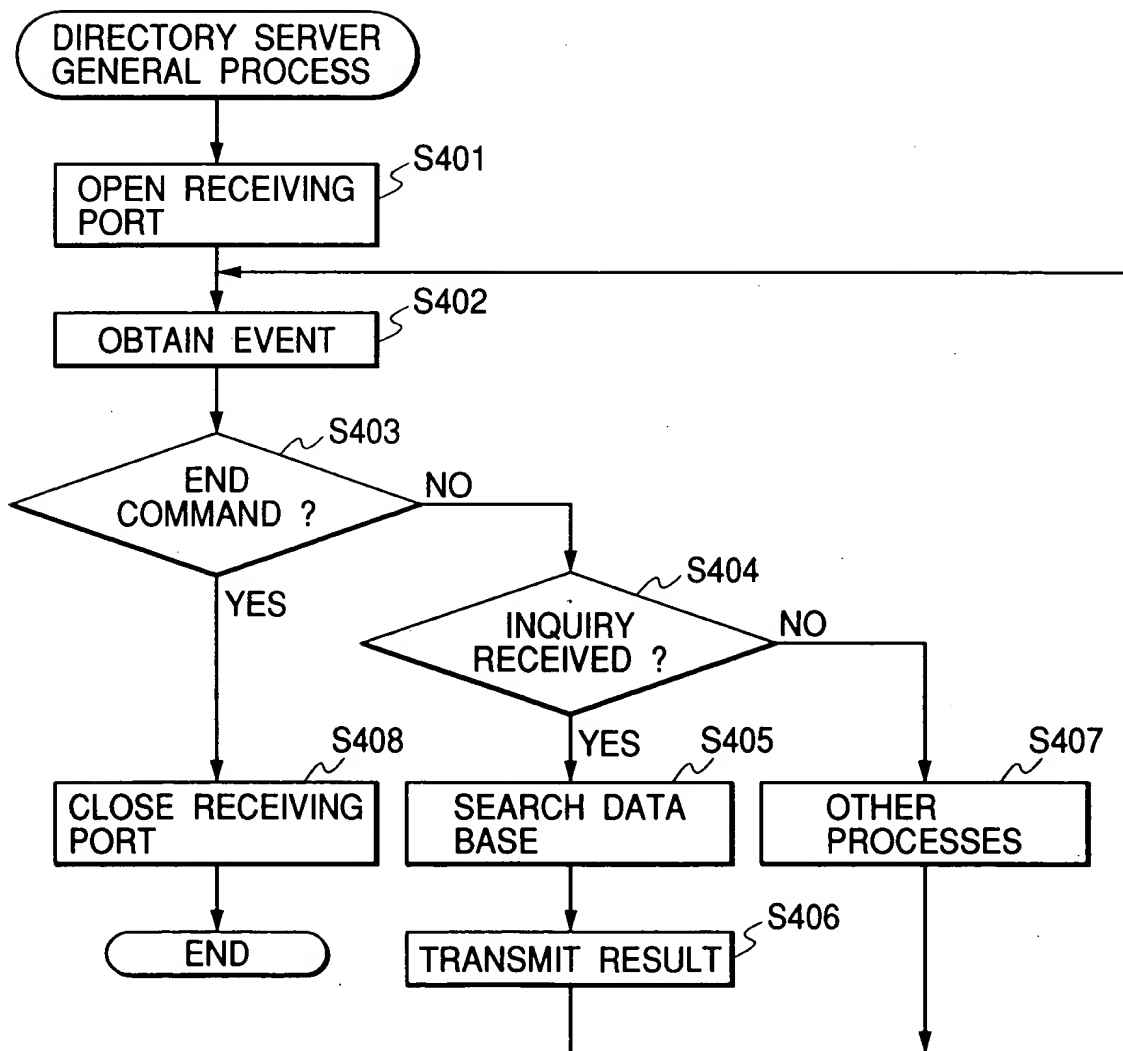 DIRECTORY SERVER
GENERAL PROCESS
S401
OPEN RECEIVING
PORT
S402
OBTAIN EVENT
S403
END
COMMAND ?
NO
YES
S404
INQUIRY
RECEIVED ?
NO
YES
S408
CLOSE RECEIVING
PORT
S405
SEARCH DATA
BASE
S407
OTHER
PROCESSES
END
S406
TRANSMIT RESULT